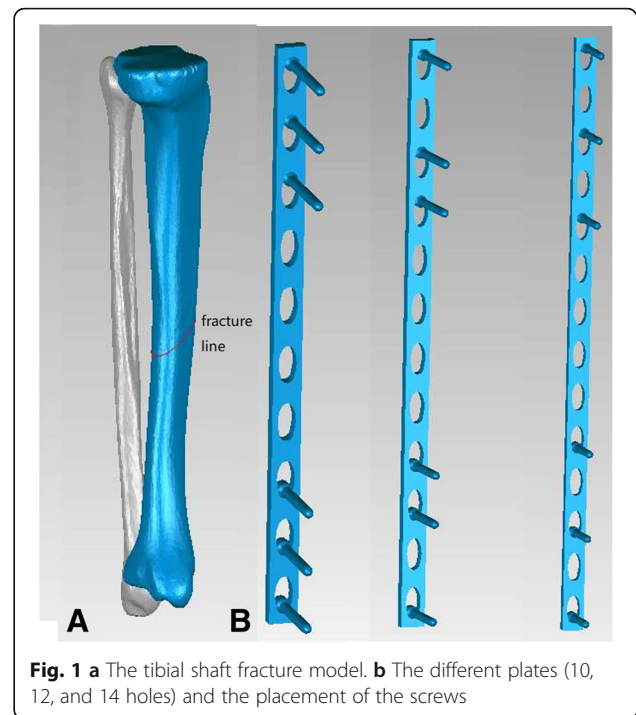 fracture
line
A
B
Fig. 1 a The tibial shaft fracture model. b The different plates (10,
12, and 14 holes) and the placement of the screws